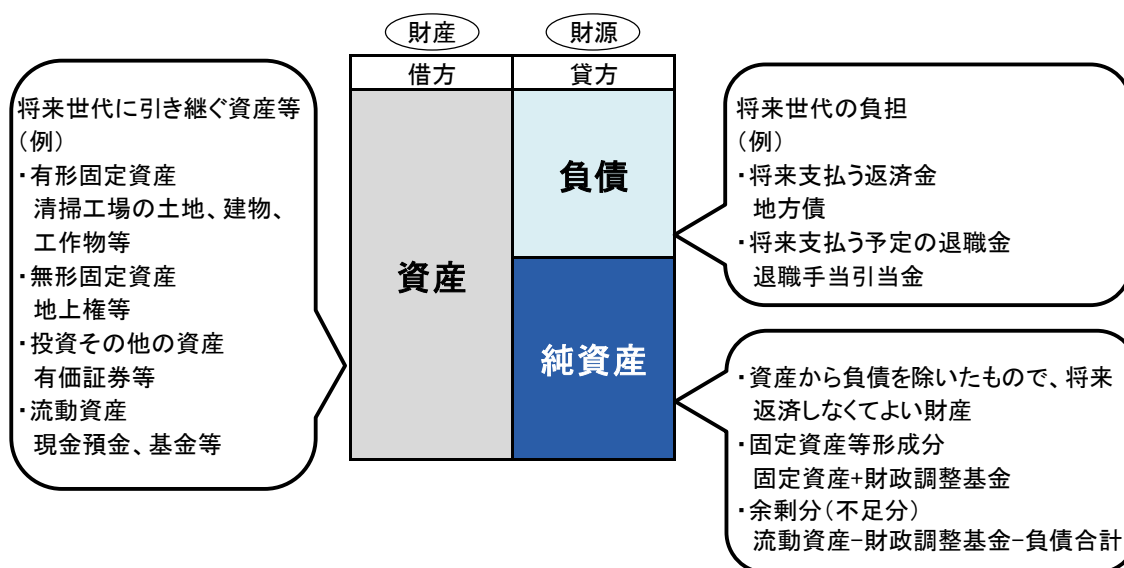 財産
財源
借方
貸方
将来世代に引き継ぐ資産等
(例)
・有形固定資産
清掃工場の土地、建物、
工作物等
・無形固定資産
地上権等
・投資その他の資産
有価証券等
・流動資産
現金預金、基金等
資産
負債
純資産
将来世代の負担
(例)
・将来支払う返済金
地方債
・将来支払う予定の退職金
退職手当引当金
・資産から負債を除いたもので、将来
返済しなくてよい財産
・固定資産等形成分
固定資産+財政調整基金
・余剰分(不足分)
流動資産−財政調整基金−負債合計